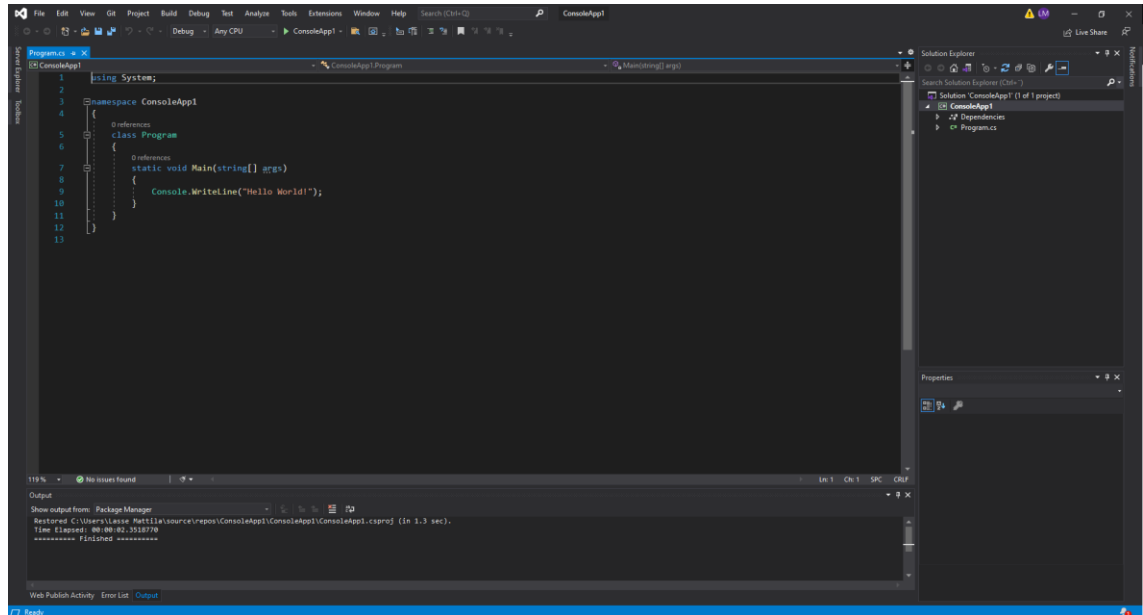 File Edit View Git Project Build Debug Test Analyze Tools Extensions Window Help Search (Ctrl+Q) ConsoleApp1 LM
Debug Any CPU ConsoleApp1 Live Share
Server Explorer
Toolbox
Program.cs
ConsoleApp1 ConsoleApp1.Program Main(string[] args)
1 using System;
2
3 namespace ConsoleApp1
4 {
0 references
5 class Program
6 {
0 references
7 static void Main(string[] args)
8 {
9 Console.WriteLine("Hello World!");
10 }
11 }
12 }
13
119 % No issues found Ln: 1 Ch: 1 SPC CRLF
Output
Show output from: Package Manager
Restored C:\Users\Lasse Mattila\source\repos\ConsoleApp1\ConsoleApp1\ConsoleApp1.csproj (in 1.3 sec).
Time Elapsed: 00:00:02.3518770
========== Finished ==========
Web Publish Activity Error List Output
Ready
Solution Explorer
Search Solution Explorer (Ctrl+¨)
Solution 'ConsoleApp1' (1 of 1 project)
ConsoleApp1
Dependencies
C# Program.cs
Properties
Notifications